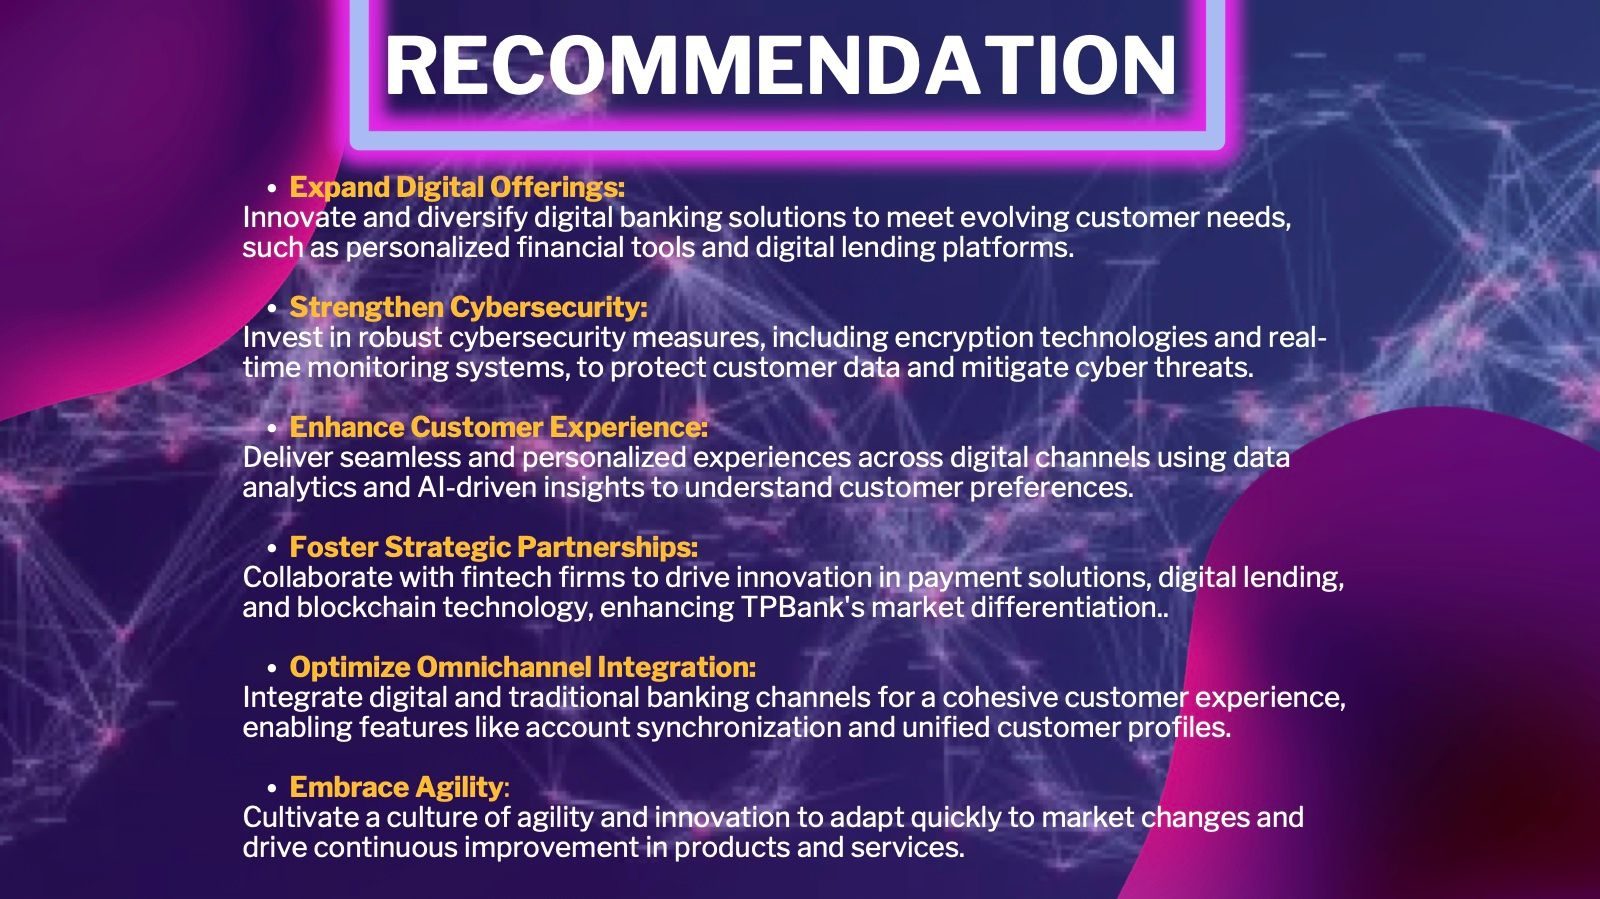 RECOMMENDATION
• Expand Digital Offerings:
Innovate and diversify digital banking solutions to meet evolving customer needs,
such as personalized financial tools and digital lending platforms.
• Strengthen Cybersecurity:
Invest in robust cybersecurity measures, including encryption technologies and real-
time monitoring systems, to protect customer data and mitigate cyber threats.
• Enhance Customer Experience:
Deliver seamless and personalized experiences across digital channels using data
analytics and AI-driven insights to understand customer preferences.
• Foster Strategic Partnerships:
Collaborate with fintech firms to drive innovation in payment solutions, digital lending,
and blockchain technology, enhancing TPBank's market differentiation..
• Optimize Omnichannel Integration:
Integrate digital and traditional banking channels for a cohesive customer experience,
enabling features like account synchronization and unified customer profiles.
• Embrace Agility:
Cultivate a culture of agility and innovation to adapt quickly to market changes and
drive continuous improvement in products and services.